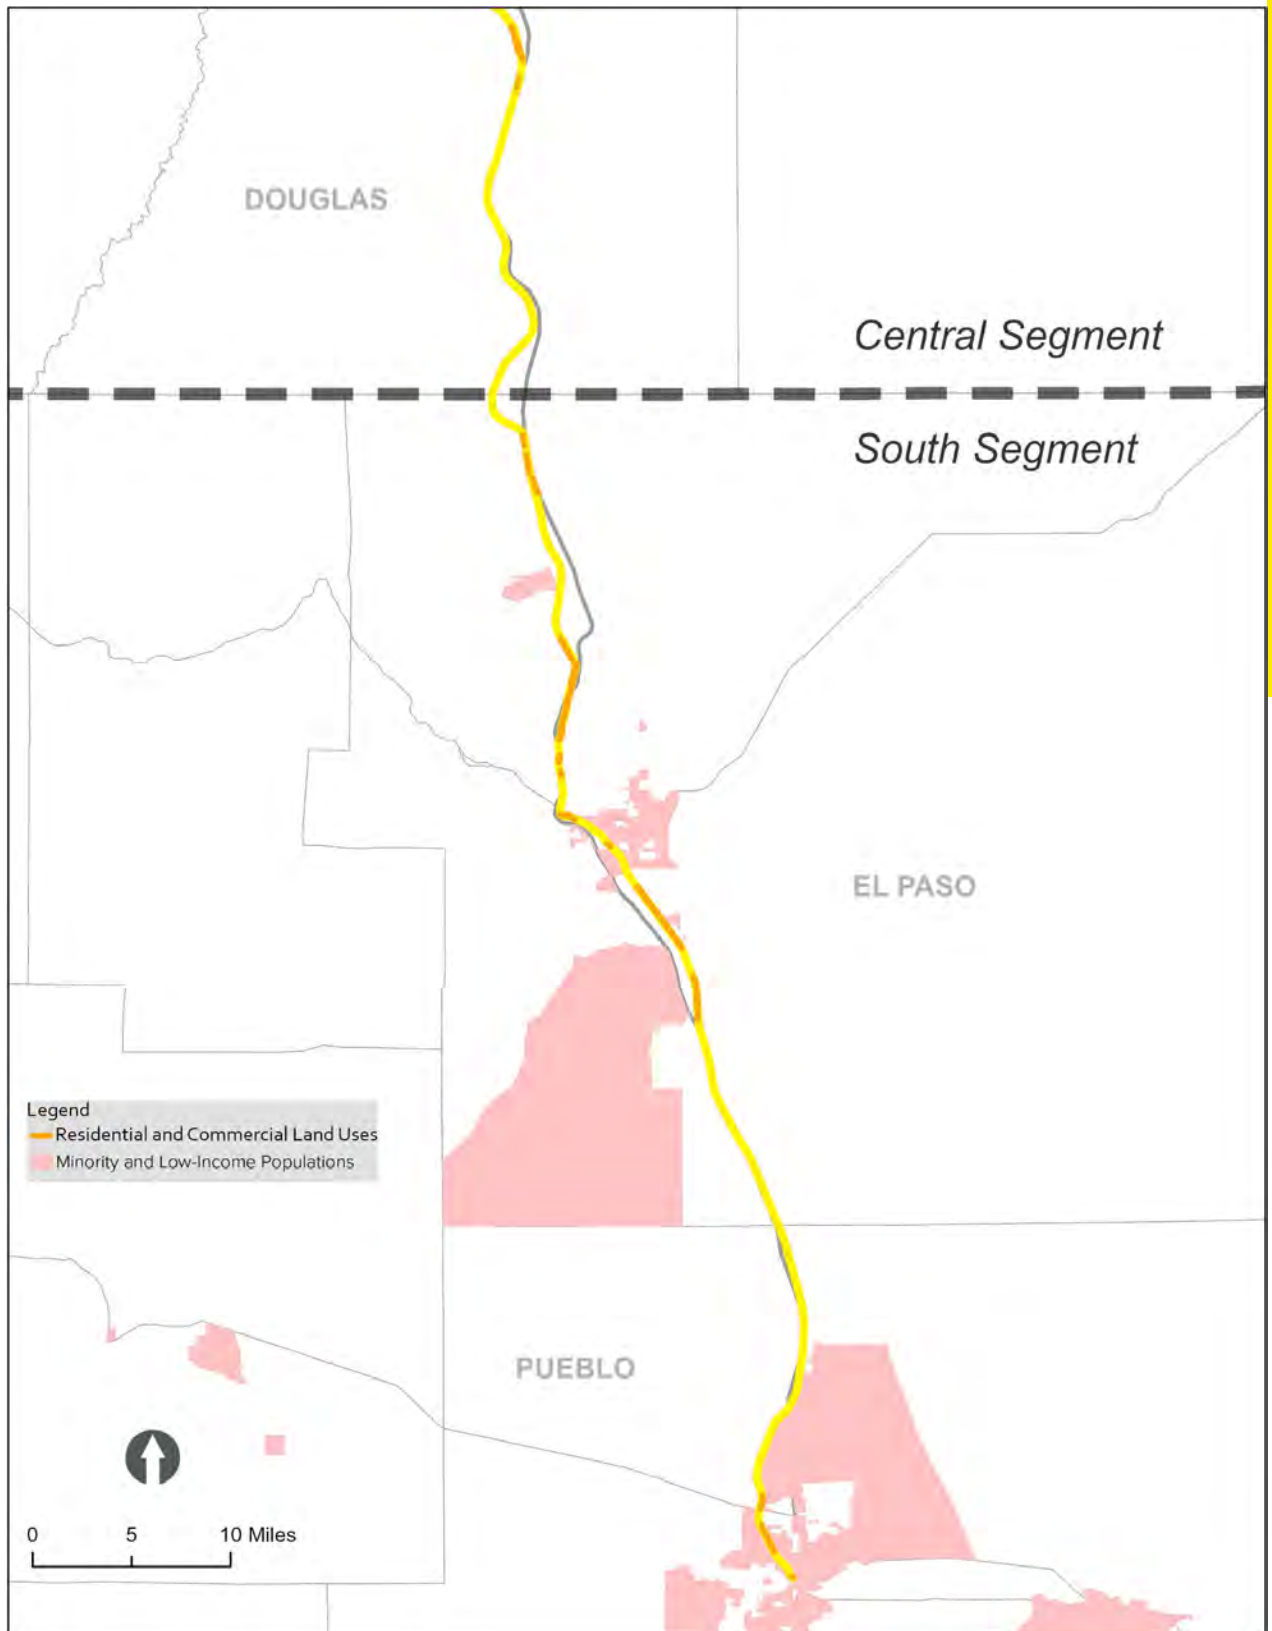 DOUGLAS
Central Segment
South Segment
EL PASO
Legend
Residential and Commercial Land Uses
Minority and Low-Income Populations
PUEBLO
0 5 10 Miles